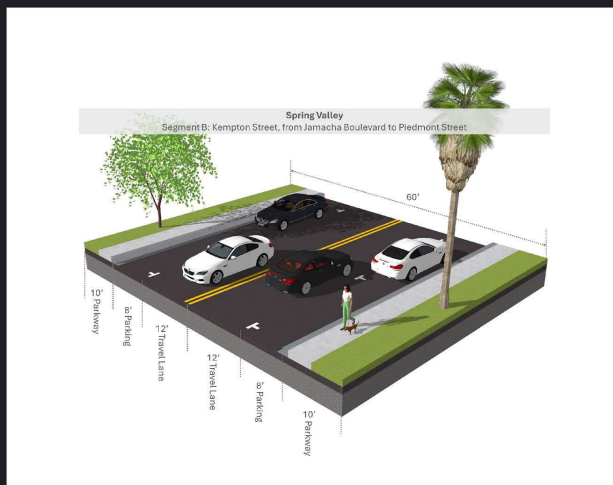 Spring Valley
Segment B: Kempton Street, from Jamacha Boulevard to Piedmont Street
60'
10' Parkway
8' Parking
12' Travel Lane
12' Travel Lane
8' Parking
10' Parkway